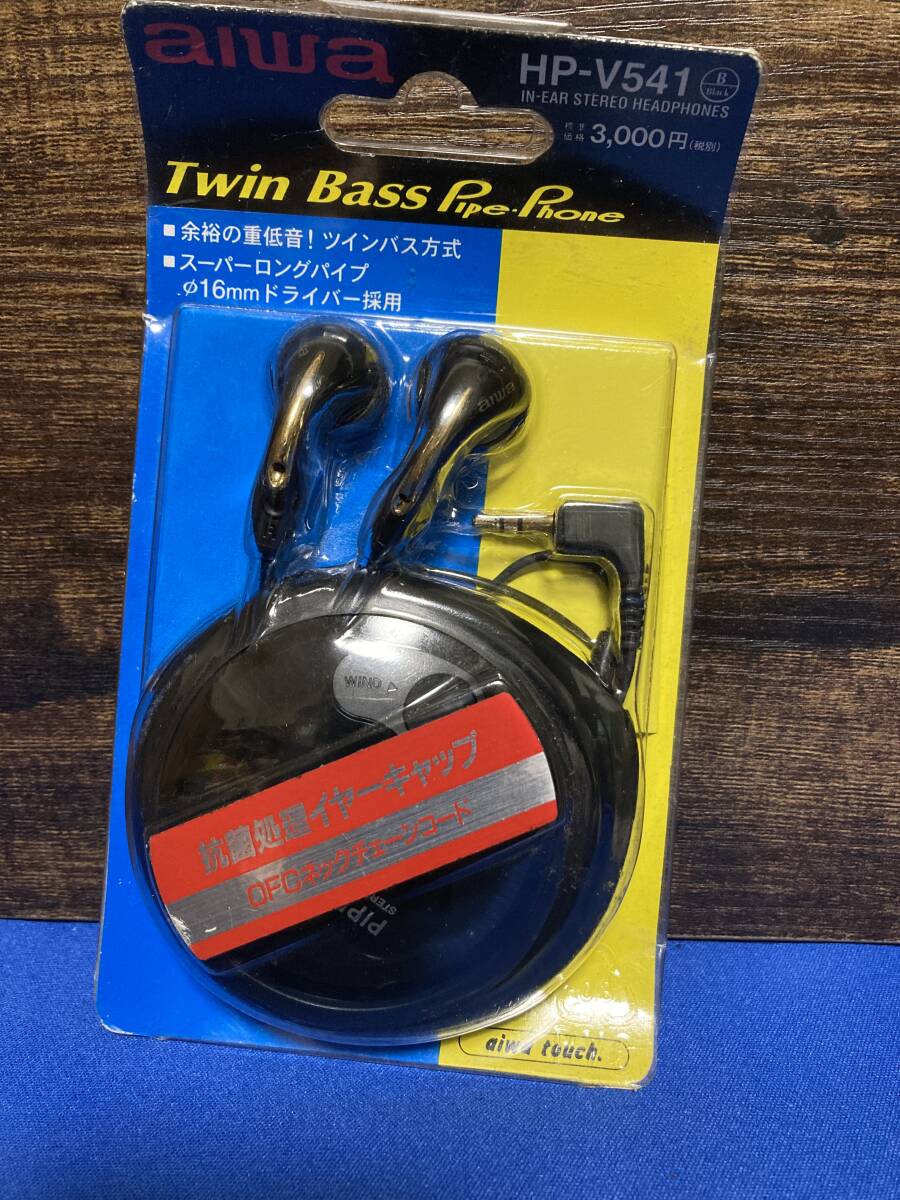 aiwa
HP-V541 B Black
IN-EAR STEREO HEADPHONES
標準価格 3,000円(税別)
Twin Bass Pipe-Phone
■ 余裕の重低音!ツインバス方式
■ スーパーロングパイプ
φ16mmドライバー採用
aiwa
WIND ▷
抗菌処理イヤーキャップ
OFCネックチェーンコード
PIP
STE
aiwa touch.